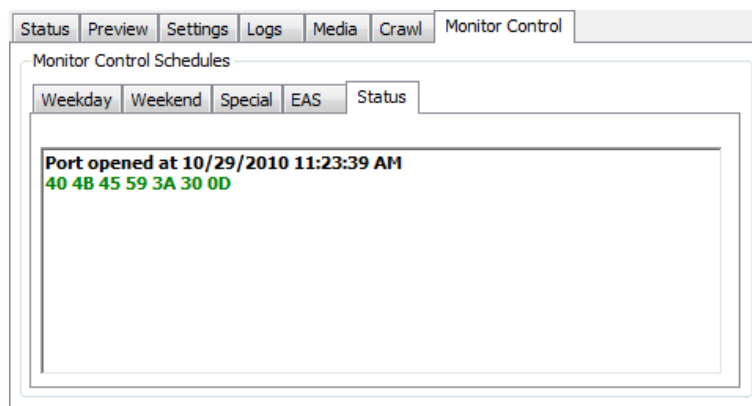 Status Preview Settings Logs Media Crawl Monitor Control
Monitor Control Schedules
Weekday Weekend Special EAS Status
Port opened at 10/29/2010 11:23:39 AM
40 4B 45 59 3A 30 0D